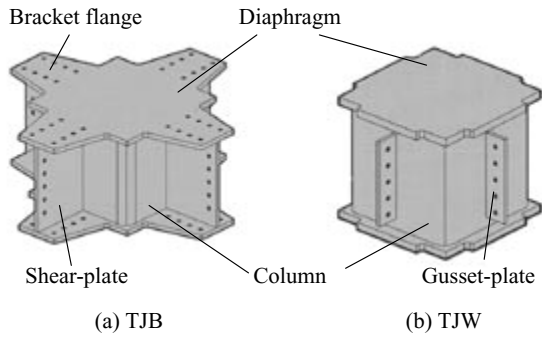 Bracket flange
Diaphragm
Shear-plate
Column
Gusset-plate
(a) TJB
(b) TJW